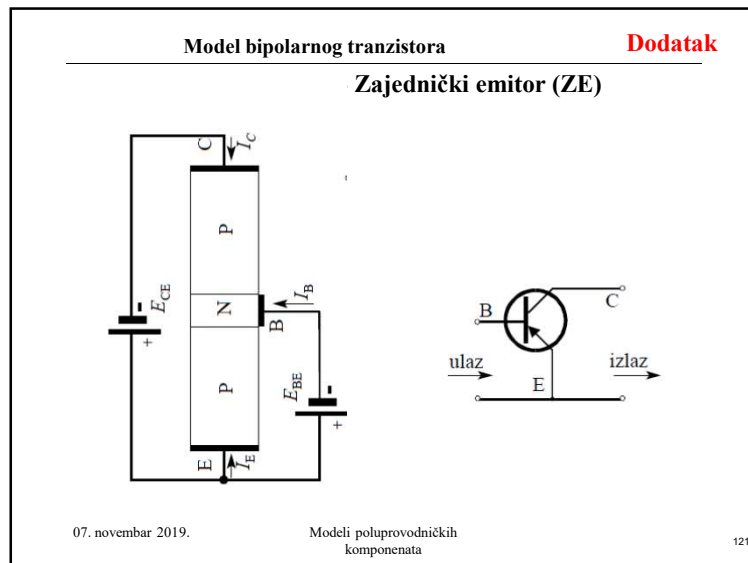 Model bipolarnog tranzistora
Dodatak
Zajednički emitor (ZE)
C
I_C
P
E_CE
-
+
N
I_B
B
P
E_BE
-
+
E
I_E
B
C
ulaz
izlaz
E
07. novembar 2019.
Modeli poluprovodničkih
komponenata
121